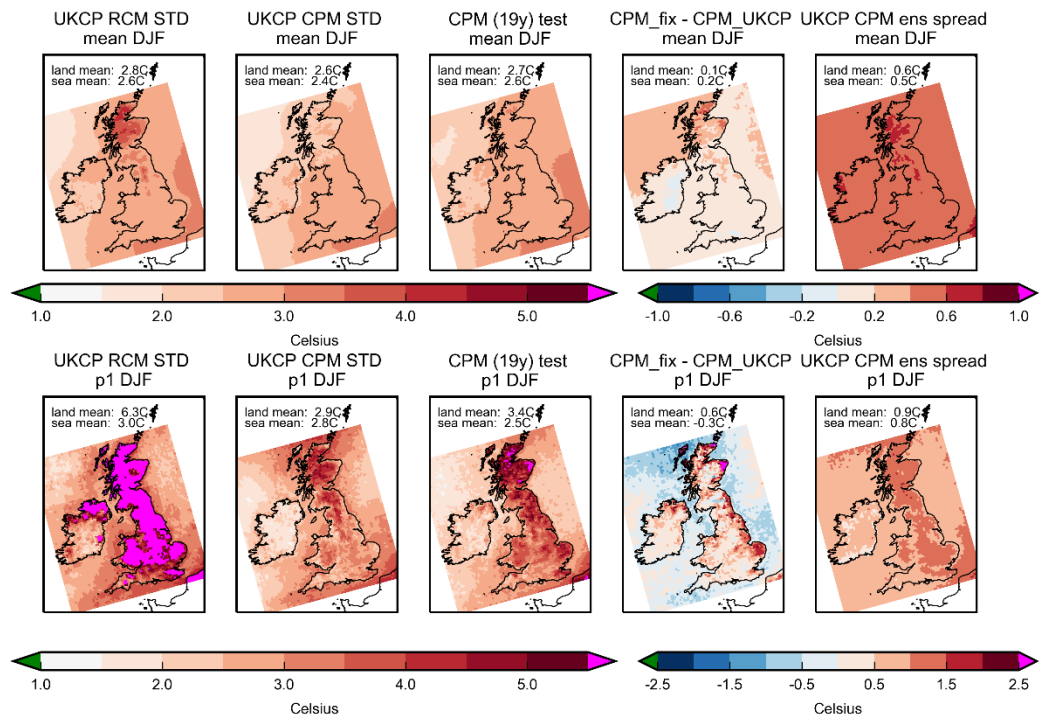 UKCP RCM STD
mean DJF
UKCP CPM STD
mean DJF
CPM (19y) test
mean DJF
CPM_fix - CPM_UKCP
mean DJF
UKCP CPM ens spread
mean DJF
land mean: 2.8C
sea mean: 2.6C
land mean: 2.6C
sea mean: 2.4C
land mean: 2.7C
sea mean: 2.6C
land mean: 0.1C
sea mean: 0.2C
land mean: 0.6C
sea mean: 0.5C
1.0 2.0 3.0 4.0 5.0
Celsius
-1.0 -0.6 -0.2 0.2 0.6 1.0
Celsius
UKCP RCM STD
p1 DJF
UKCP CPM STD
p1 DJF
CPM (19y) test
p1 DJF
CPM_fix - CPM_UKCP
p1 DJF
UKCP CPM ens spread
p1 DJF
land mean: 6.3C
sea mean: 3.0C
land mean: 2.9C
sea mean: 2.8C
land mean: 3.4C
sea mean: 2.5C
land mean: 0.6C
sea mean: -0.3C
land mean: 0.9C
sea mean: 0.8C
1.0 2.0 3.0 4.0 5.0
Celsius
-2.5 -1.5 -0.5 0.5 1.5 2.5
Celsius